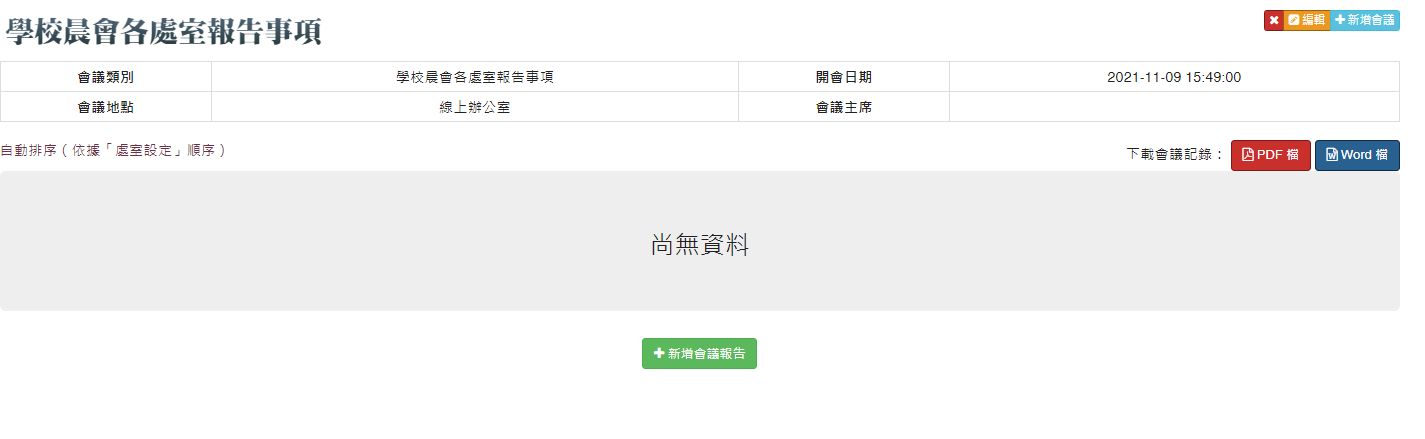 學校晨會各處室報告事項
編輯 新增會議
會議類別 學校晨會各處室報告事項 開會日期 2021-11-09 15:49:00
會議地點 線上辦公室 會議主席
自動排序（依據「處室設定」順序） 下載會議記錄： PDF 檔 Word 檔
尚無資料
新增會議報告